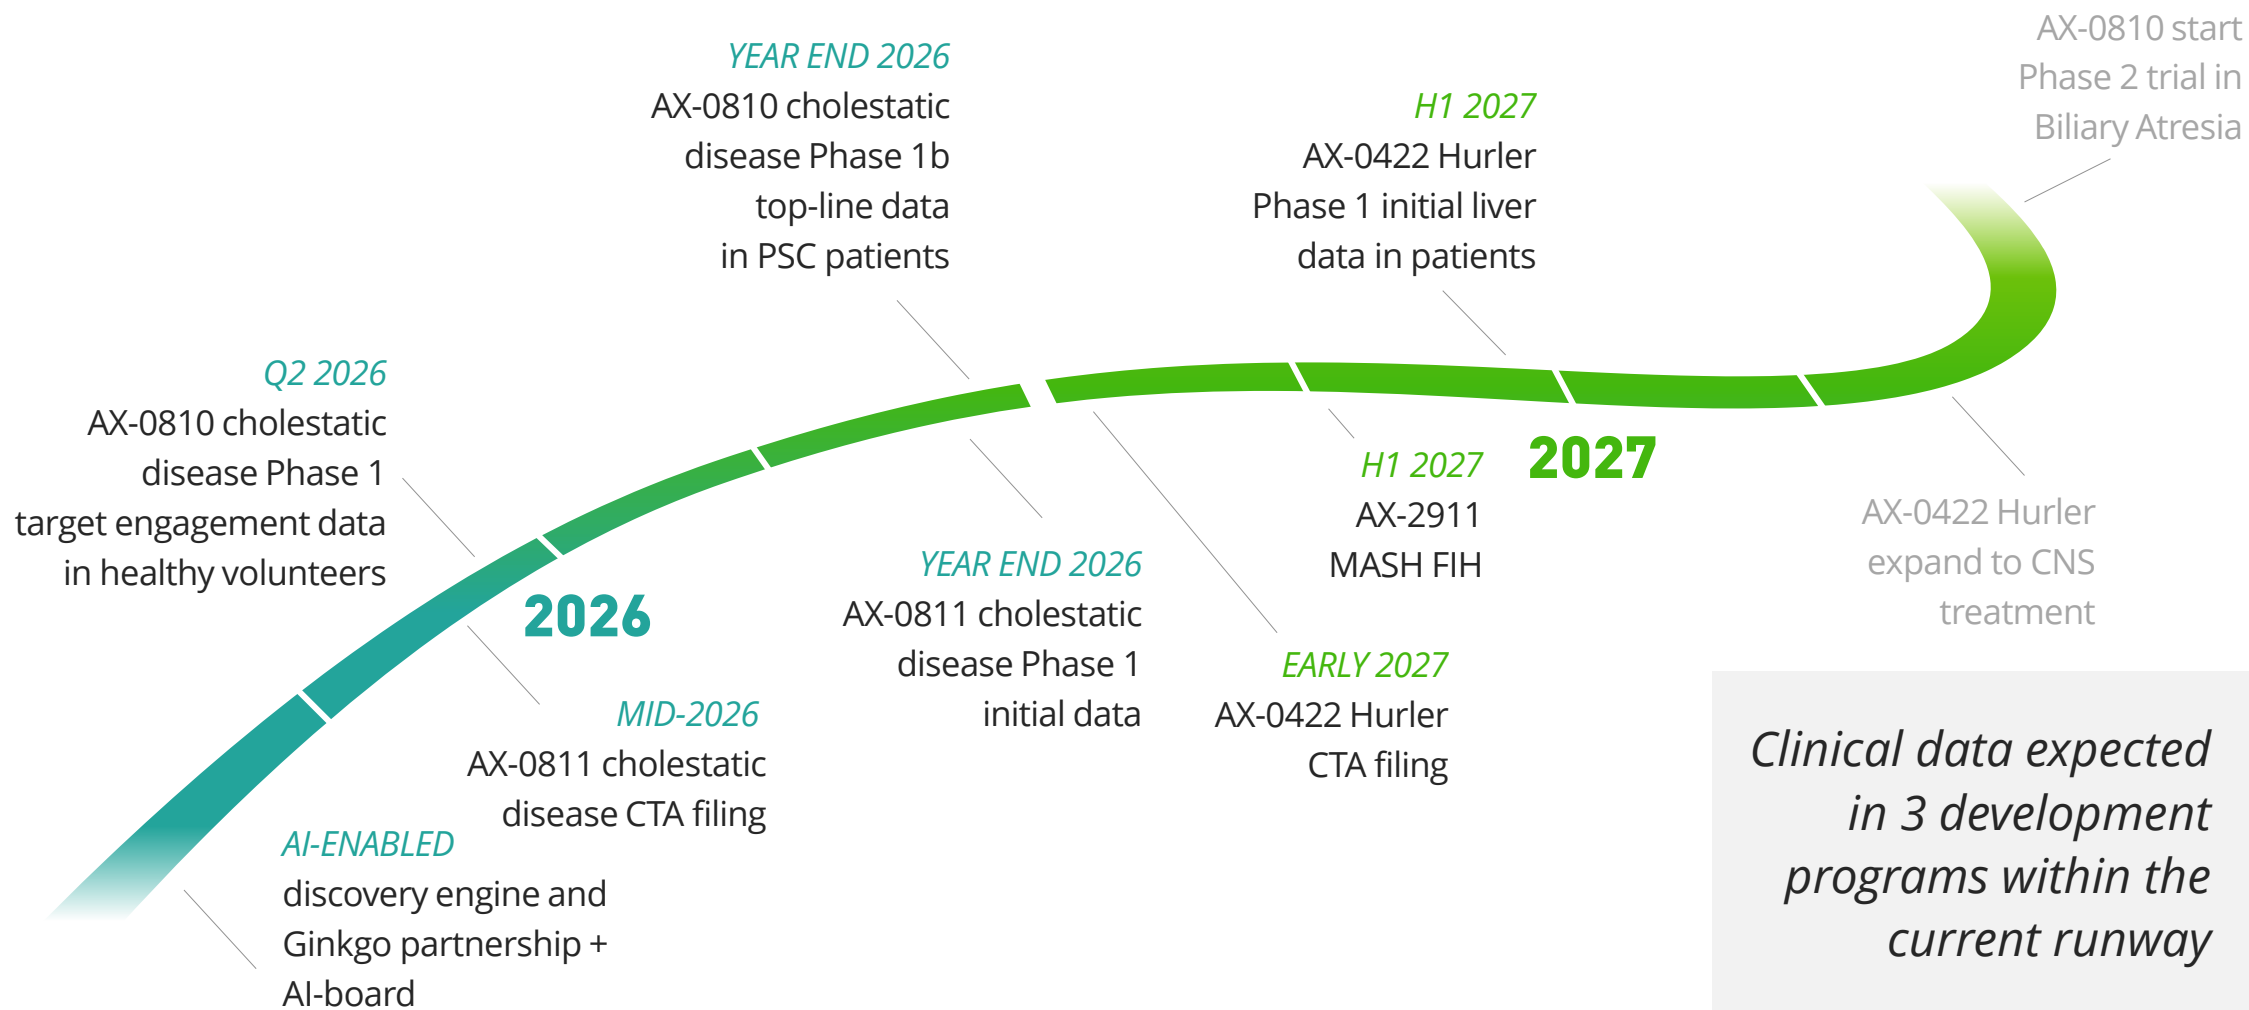 AX-0810 start
Phase 2 trial in
Biliary Atresia
YEAR END 2026
AX-0810 cholestatic
disease Phase 1b
top-line data
in PSC patients
H1 2027
AX-0422 Hurler
Phase 1 initial liver
data in patients
Q2 2026
AX-0810 cholestatic
disease Phase 1
target engagement data
in healthy volunteers
2026
2027
H1 2027
AX-2911
MASH FIH
YEAR END 2026
AX-0811 cholestatic
disease Phase 1
initial data
EARLY 2027
AX-0422 Hurler
CTA filing
AX-0422 Hurler
expand to CNS
treatment
MID-2026
AX-0811 cholestatic
disease CTA filing
AI-ENABLED
discovery engine and
Ginkgo partnership +
AI-board
Clinical data expected
in 3 development
programs within the
current runway